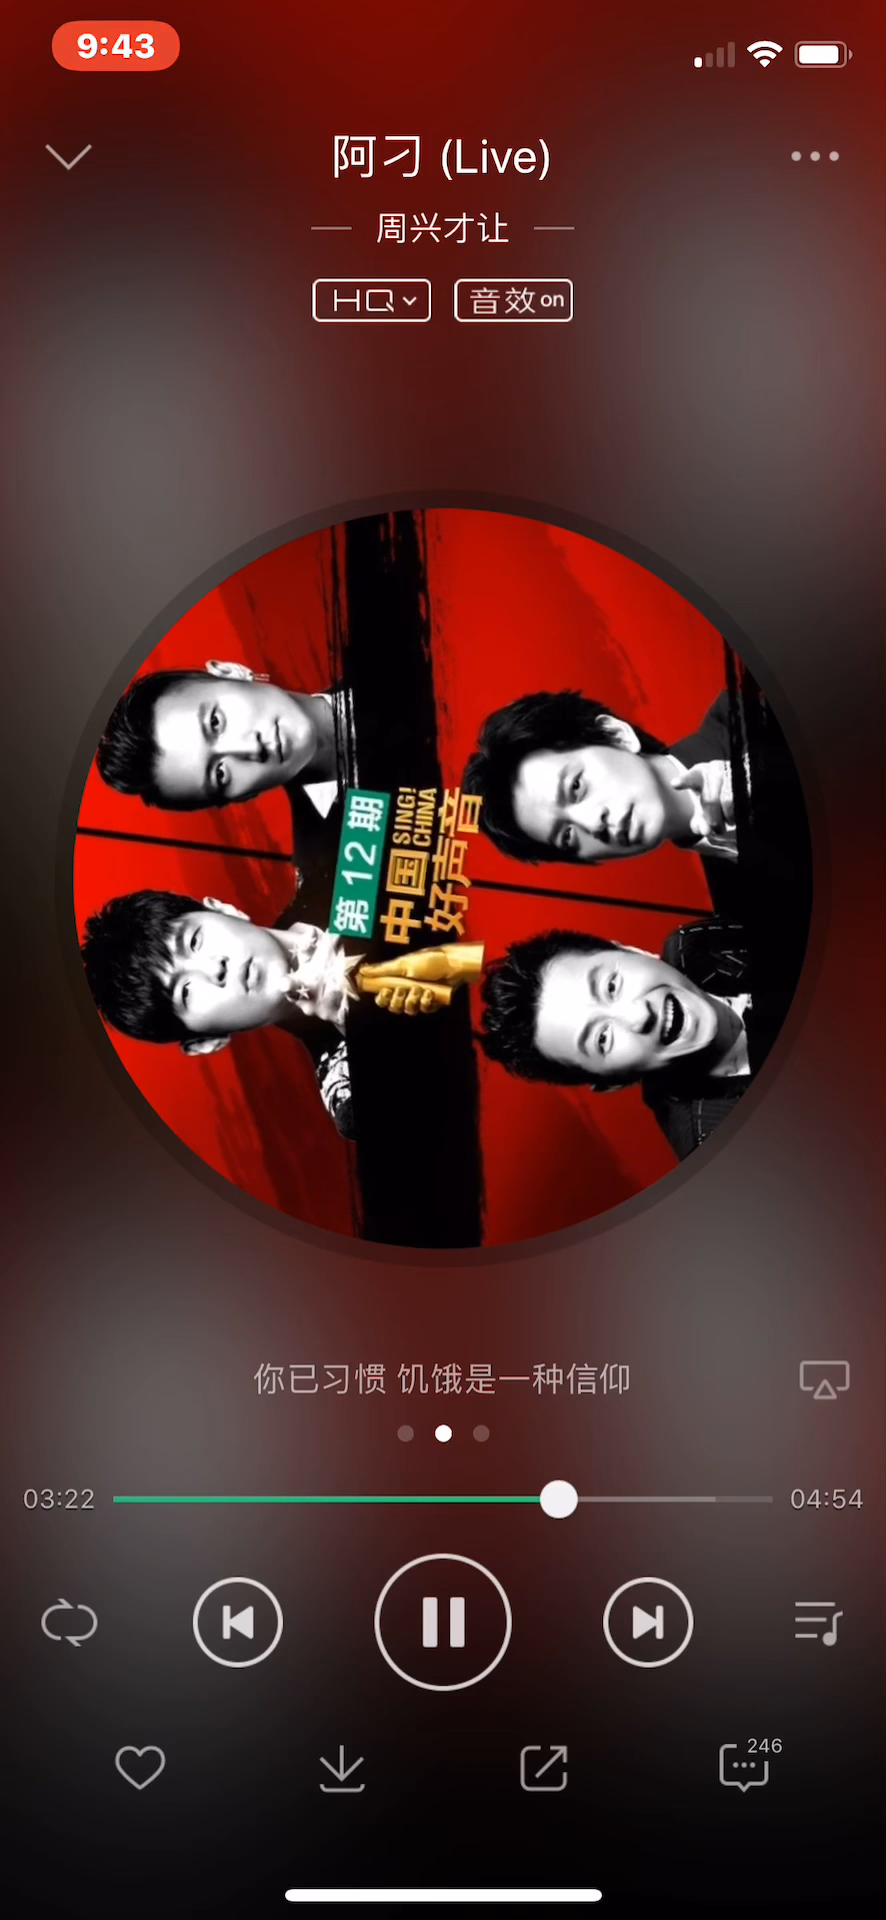 9:43
阿刁 (Live)
周兴才让
HQ
音效on
第12期
SING!
CHINA
中国
好声音
你已习惯 饥饿是一种信仰
03:22
04:54
246